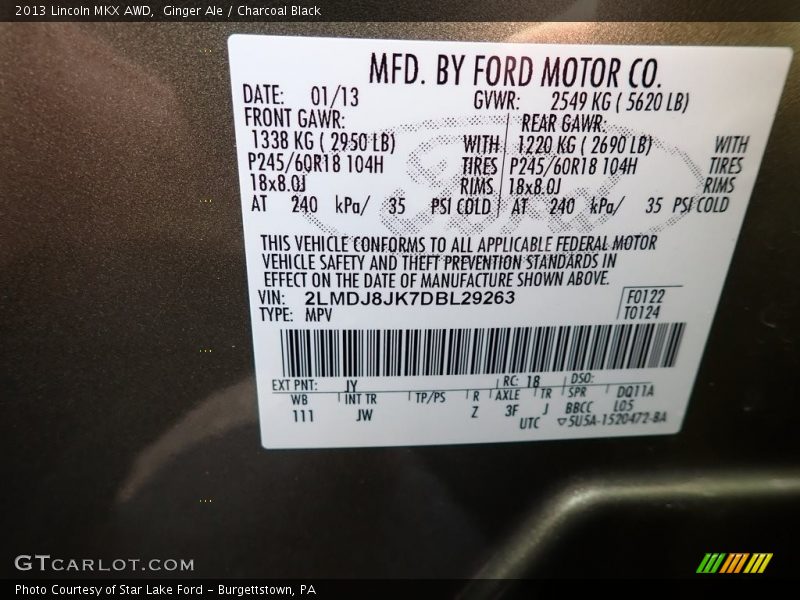 2013 Lincoln MKX AWD,  Ginger Ale / Charcoal Black
MFD. BY FORD MOTOR CO.
DATE: 01/13 GVWR: 2549 KG ( 5620 LB)
FRONT GAWR: REAR GAWR:
1338 KG ( 2950 LB) WITH 1220 KG ( 2690 LB) WITH
P245/60R18 104H TIRES P245/60R18 104H TIRES
18x8.0J RIMS 18x8.0J RIMS
AT 240 kPa/ 35 PSI COLD AT 240 kPa/ 35 PSI COLD
THIS VEHICLE CONFORMS TO ALL APPLICABLE FEDERAL MOTOR
VEHICLE SAFETY AND THEFT PREVENTION STANDARDS IN
EFFECT ON THE DATE OF MANUFACTURE SHOWN ABOVE.
VIN: 2LMDJ8JK7DBL29263 F0122
TYPE: MPV T0124
EXT PNT: JY RC: 18 DSO:
WB INT TR TP/PS R AXLE TR SPR DQ11A
111 JW Z 3F J BBCC L05
UTC ▽5U5A-1520472-BA
GTCARLOT.COM
Photo Courtesy of Star Lake Ford - Burgettstown, PA